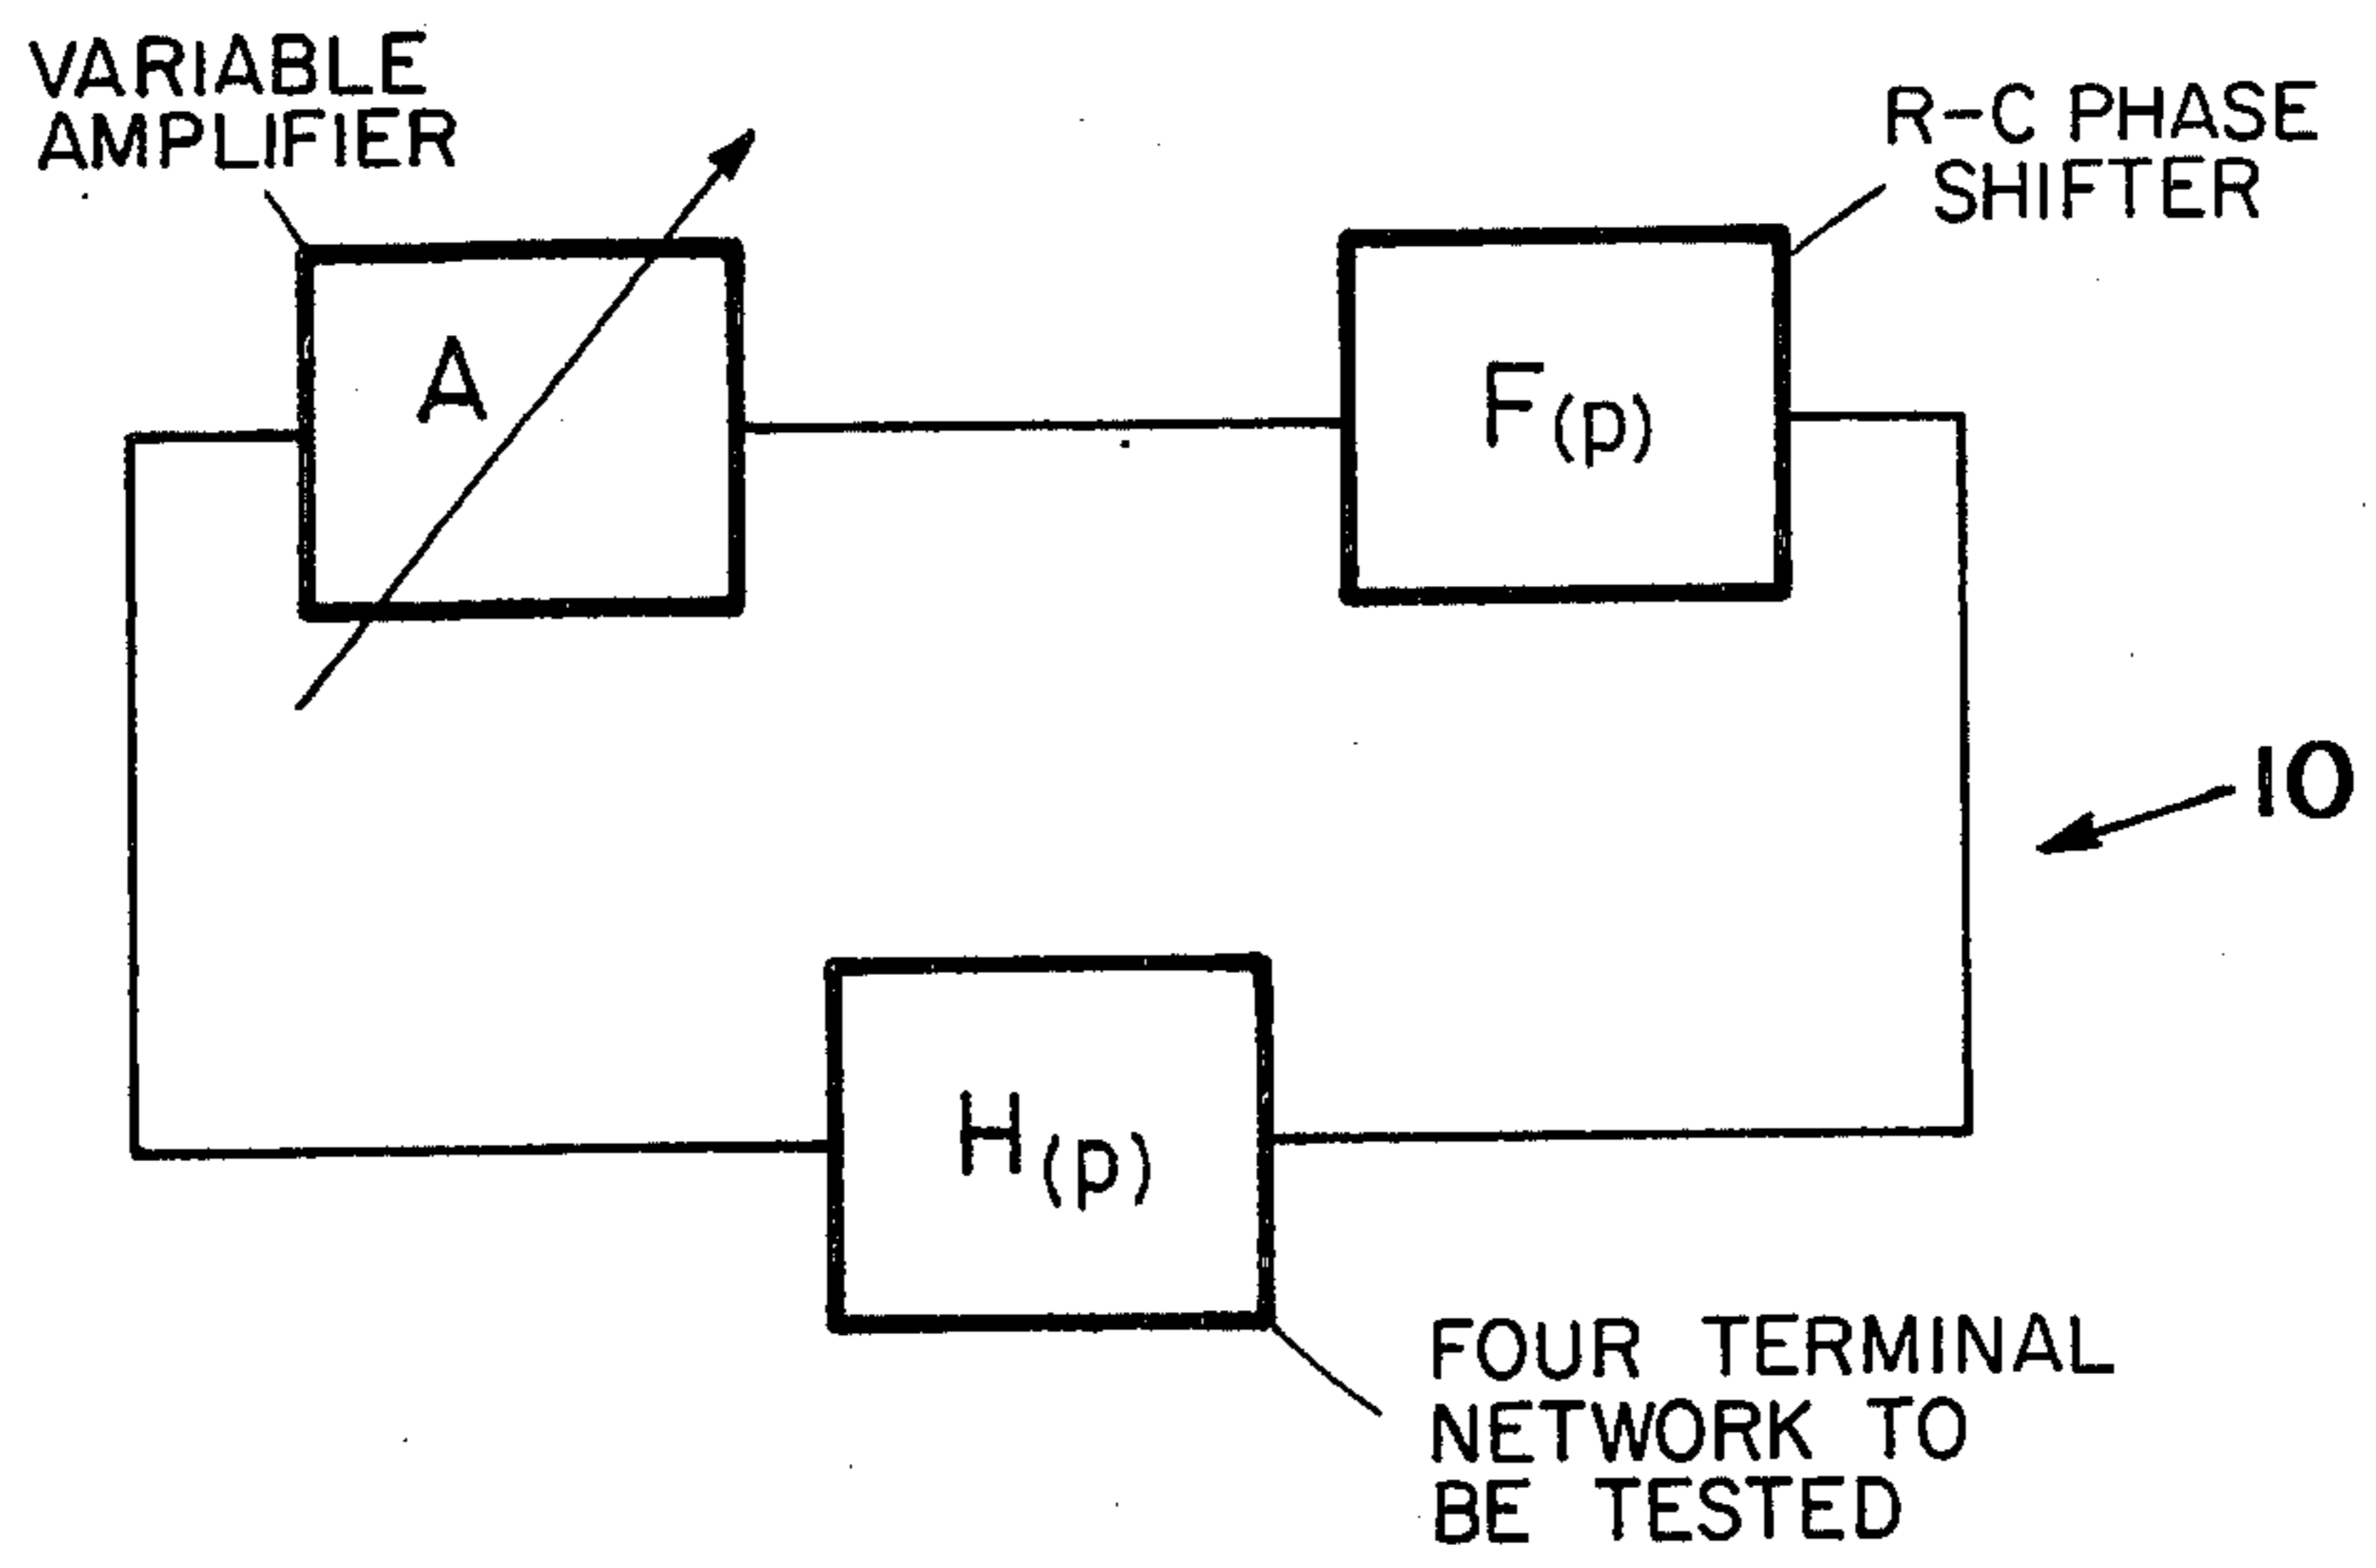 VARIABLE
AMPLIFIER
R-C PHASE
SHIFTER
A
F(p)
10
H(p)
FOUR TERMINAL
NETWORK TO
BE TESTED